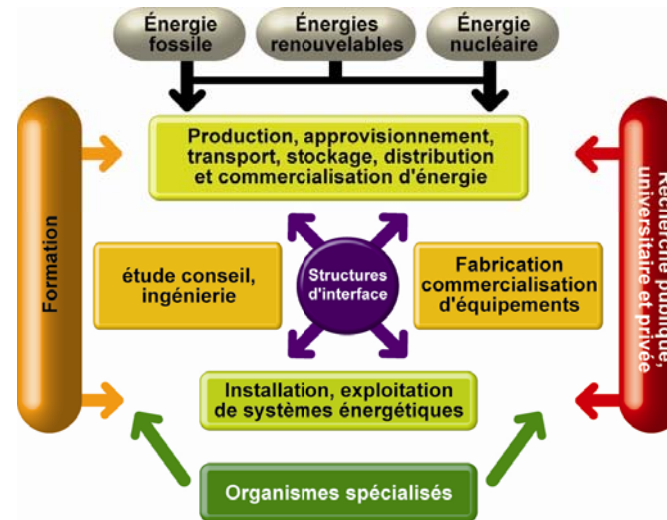 Énergie
fossile
Énergies
renouvelables
Énergie
nucléaire
Production, approvisionnement,
transport, stockage, distribution
et commercialisation d'énergie
Formation
étude conseil,
ingénierie
Structures
d'interface
Fabrication
commercialisation
d'équipements
Recherche publique,
universitaire et privée
Installation, exploitation
de systèmes énergétiques
Organismes spécialisés